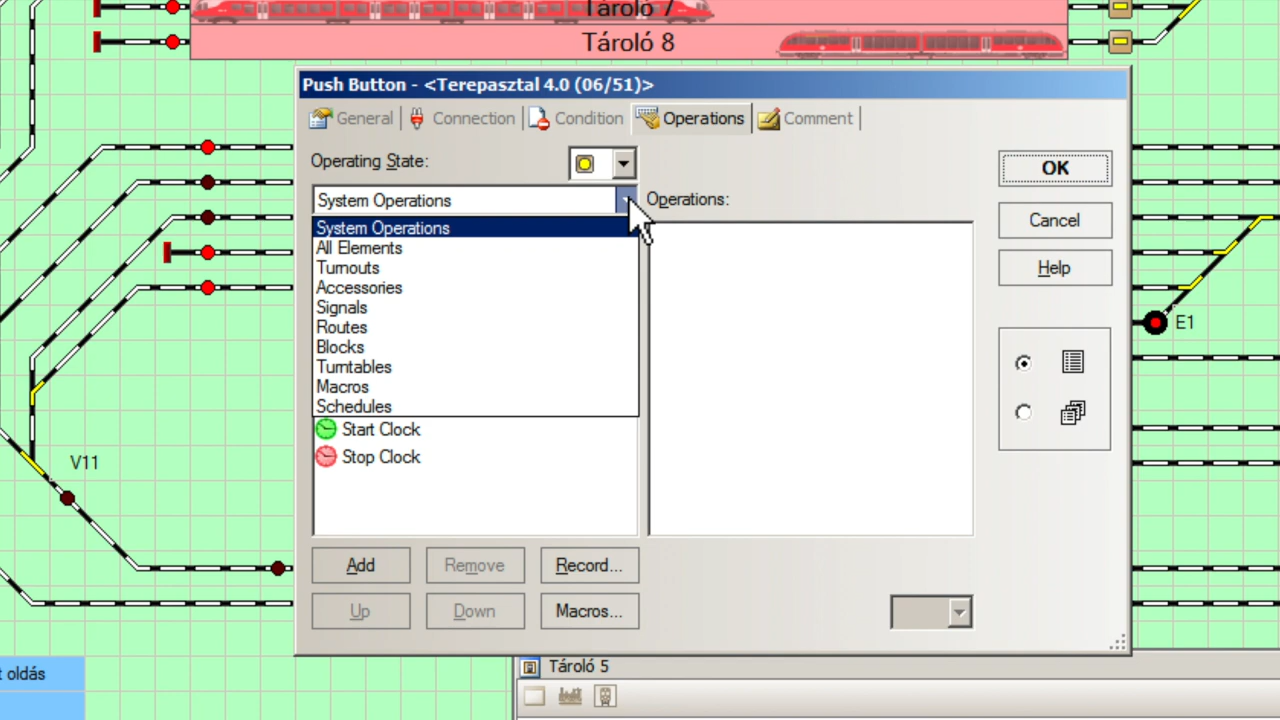 Tároló 7
Tároló 8
Push Button - <Terepasztal 4.0 (06/51)>
General
Connection
Condition
Operations
Comment
Operating State:
System Operations
Operations:
System Operations
All Elements
Turnouts
Accessories
Signals
Routes
Blocks
Turntables
Macros
Schedules
Start Clock
Stop Clock
Add
Remove
Record...
Up
Down
Macros...
OK
Cancel
Help
E1
V11
t oldás
Tároló 5